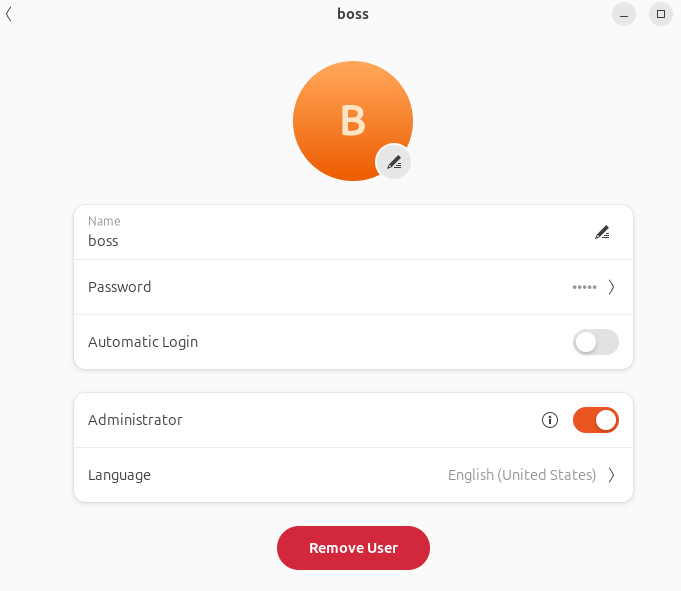 boss
B
Name
boss
Password •••••
Automatic Login
Administrator
Language English (United States)
Remove User